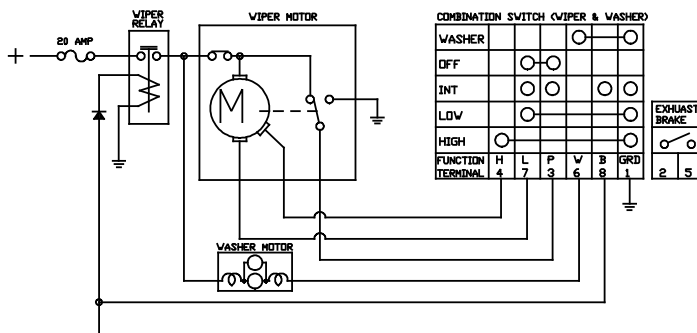 WIPER
RELAY
20 AMP
+
WIPER MOTOR
M
WASHER MOTOR
COMBINATION SWITCH (WIPER & WASHER)
WASHER
OFF
INT
LOW
HIGH
FUNCTION H L P W B GRD
TERMINAL 4 7 3 6 8 1
EXHAUST
BRAKE
2 5